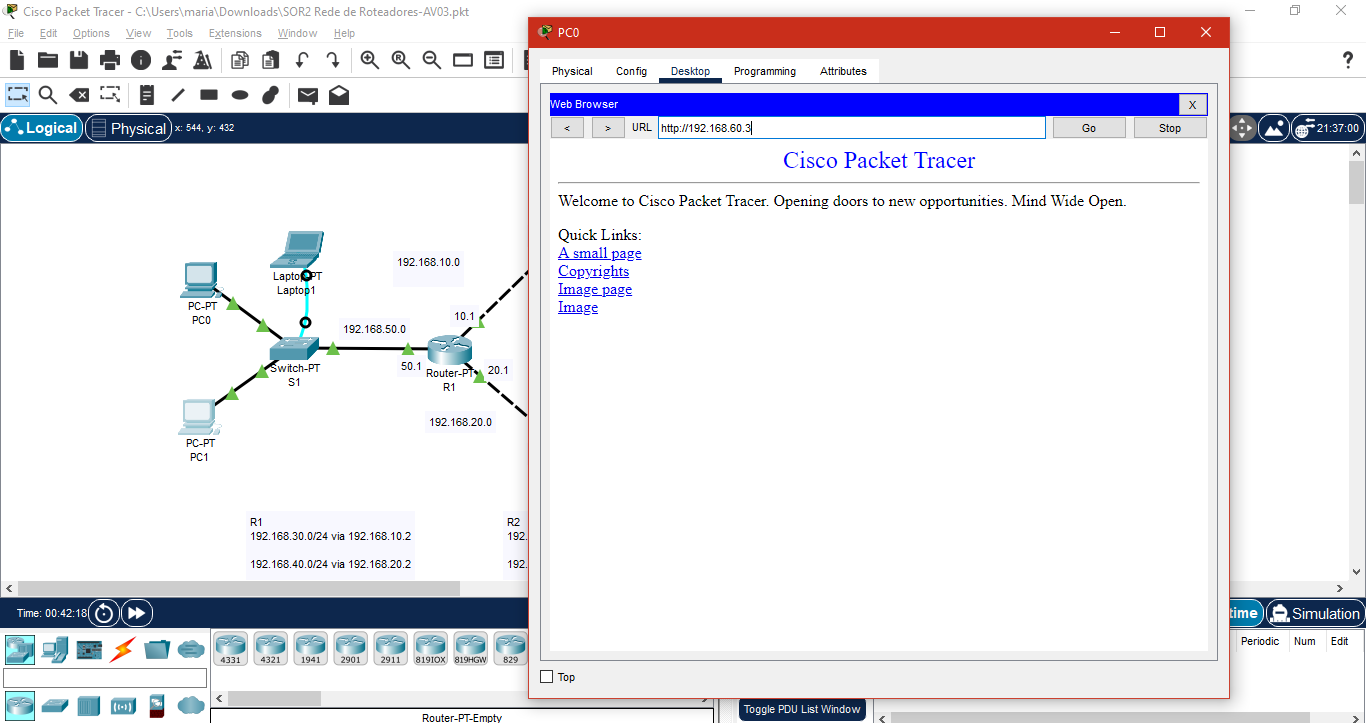 Cisco Packet Tracer - C:\Users\maria\Downloads\SOR2 Rede de Roteadores-AV03.pkt
File Edit Options View Tools Extensions Window Help
Logical Physical x: 544, y: 432
21:37:00
PC0
Physical Config Desktop Programming Attributes
Web Browser X
< > URL http://192.168.60.3 Go Stop
Cisco Packet Tracer
Welcome to Cisco Packet Tracer. Opening doors to new opportunities. Mind Wide Open.
Quick Links:
A small page
Copyrights
Image page
Image
Top
192.168.10.0
Laptop-PT
Laptop1
PC-PT
PC0
10.1
192.168.50.0
50.1
Switch-PT
S1
Router-PT
R1
20.1
192.168.20.0
PC-PT
PC1
R1
192.168.30.0/24 via 192.168.10.2
192.168.40.0/24 via 192.168.20.2
R2
192.
192.
Time: 00:42:18
time Simulation
Periodic Num Edit
4331 4321 1941 2901 2911 819IOX 819HGW 829
Router-PT-Empty
Toggle PDU List Window